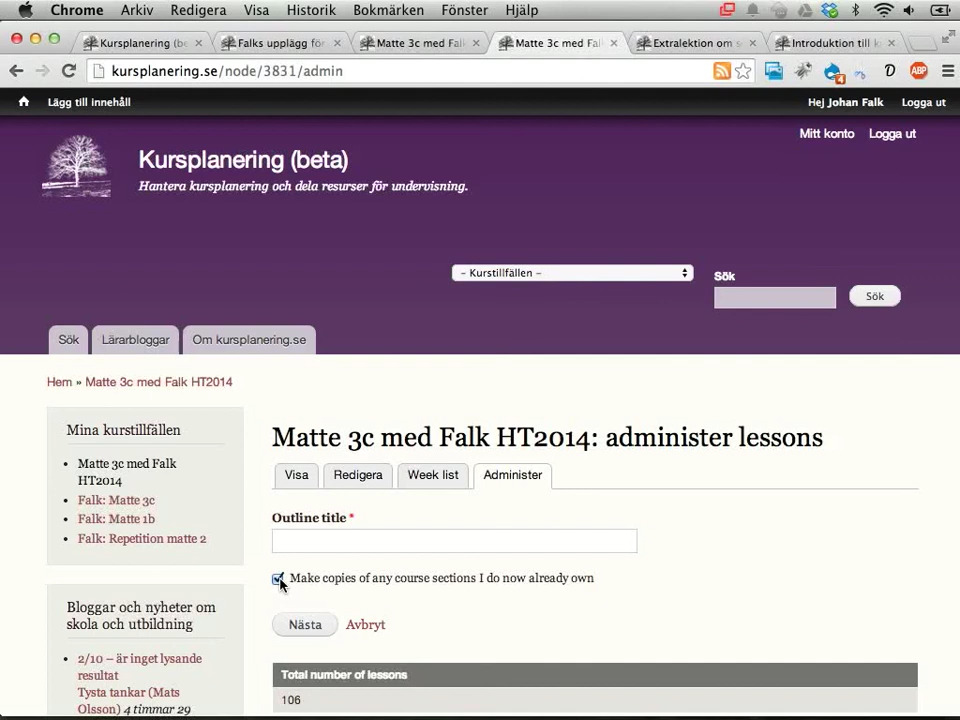 Chrome Arkiv Redigera Visa Historik Bokmärken Fönster Hjälp
Kursplanering (be
Falks upplägg för
Matte 3c med Falk
Matte 3c med Falk
Extralektion om s
Introduktion till k
kursplanering.se/node/3831/admin
4
ABP
Lägg till innehåll
Hej Johan Falk Logga ut
Mitt konto Logga ut
Kursplanering (beta)
Hantera kursplanering och dela resurser för undervisning.
– Kurstillfällen –
Sök
Sök
Sök Lärarbloggar Om kursplanering.se
Hem » Matte 3c med Falk HT2014
Mina kurstillfällen
Matte 3c med Falk
HT2014
Falk: Matte 3c
Falk: Matte 1b
Falk: Repetition matte 2
Bloggar och nyheter om
skola och utbildning
2/10 – är inget lysande
resultat
Tysta tankar (Mats
Olsson) 4 timmar 29
Matte 3c med Falk HT2014: administer lessons
Visa Redigera Week list Administer
Outline title *
Make copies of any course sections I do now already own
Nästa Avbryt
Total number of lessons
106